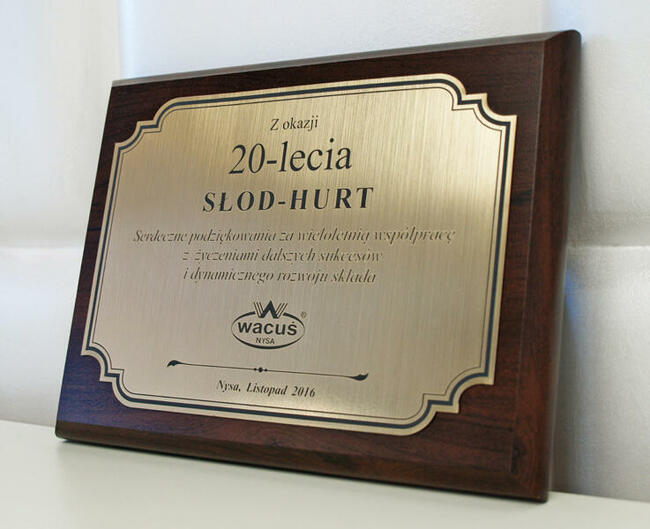 Z okazji
20-lecia
SŁOD-HURT
Serdeczne podziękowania za wieloletnią współpracę
z życzeniami dalszych sukcesów
i dynamicznego rozwoju składa
wacuś ®
NYSA
Nysa, Listopad 2016